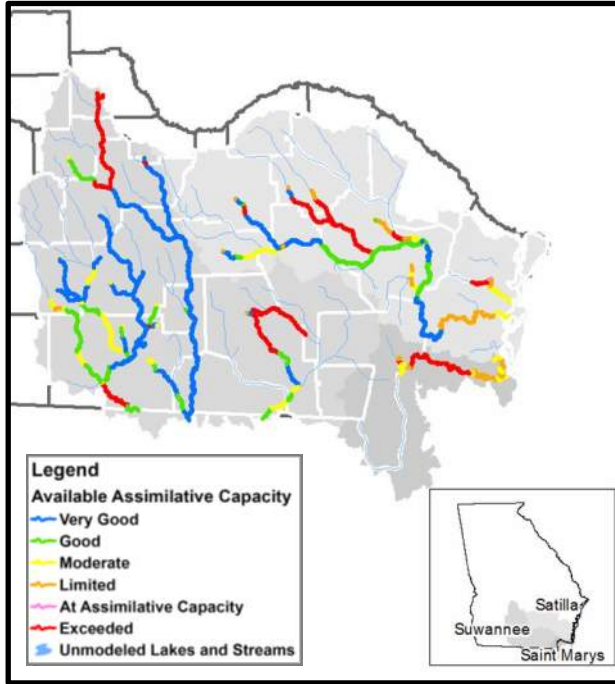 Legend
Available Assimilative Capacity
Very Good
Good
Moderate
Limited
At Assimilative Capacity
Exceeded
Unmodeled Lakes and Streams
Satilla
Suwannee
Saint Marys